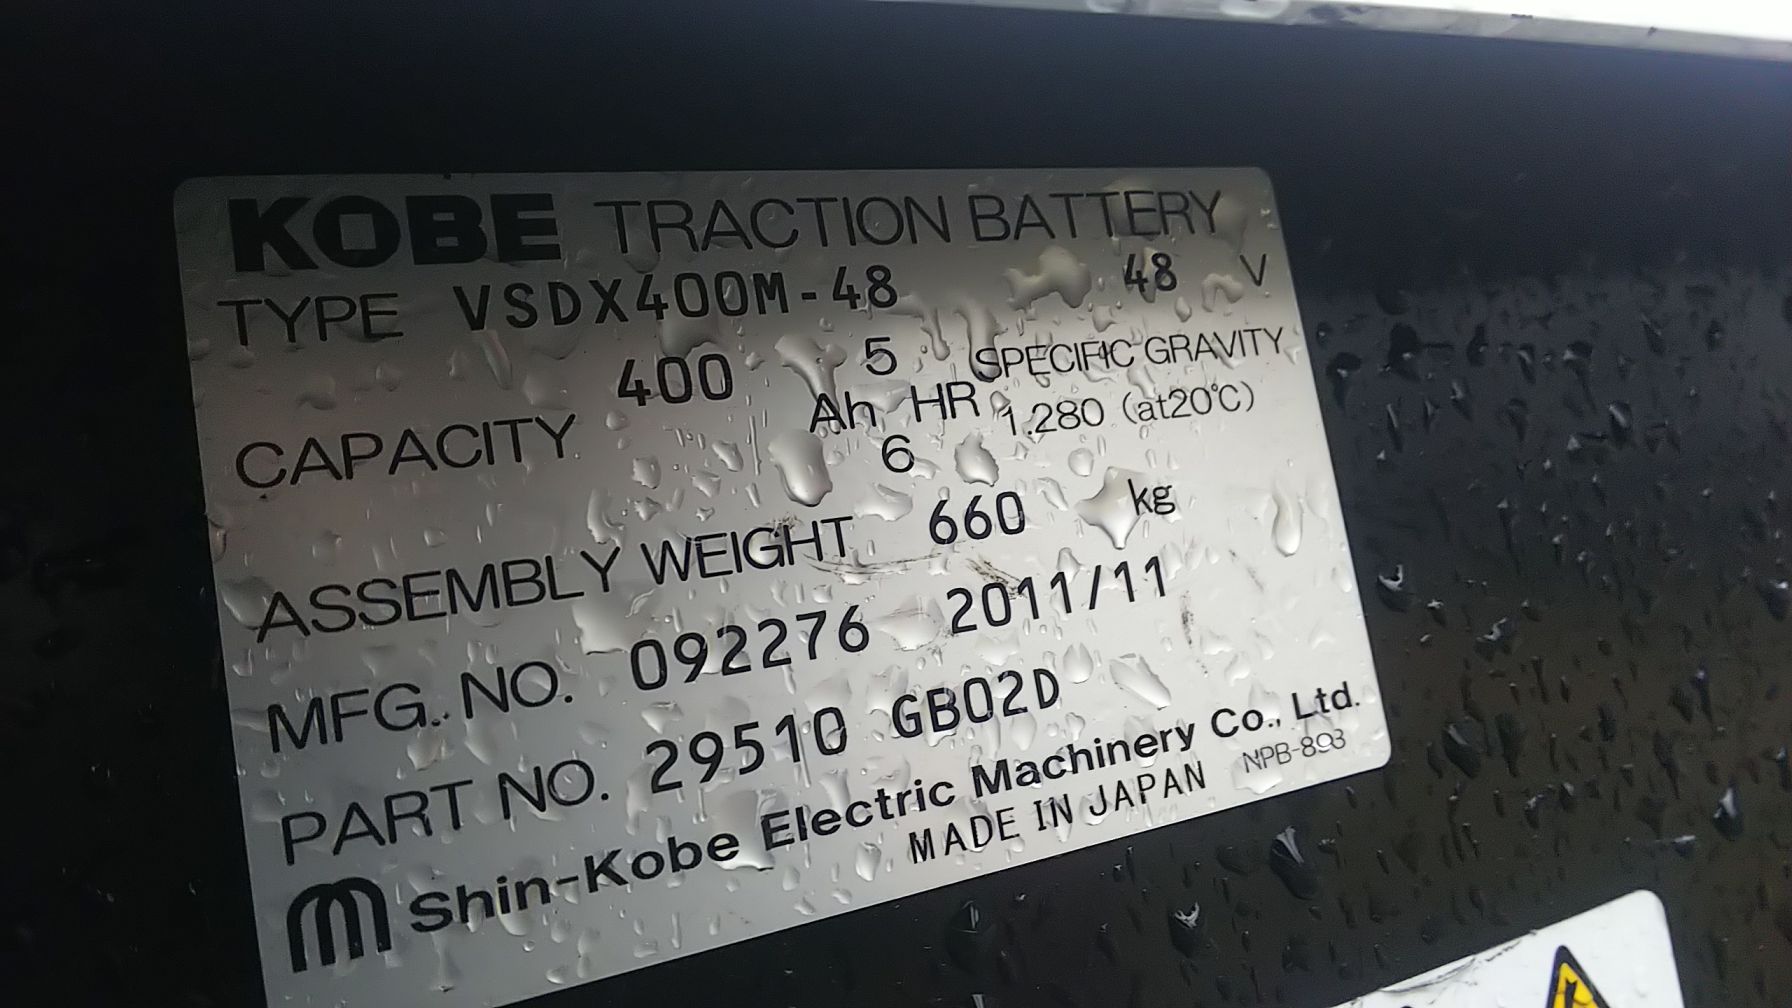 KOBE TRACTION BATTERY
TYPE VSDX400M-48 48 V
CAPACITY 400 Ah 5 HR 6 SPECIFIC GRAVITY
1.280 (at20℃)
ASSEMBLY WEIGHT 660 kg
MFG. NO. 092276 2011/11
PART NO. 29510 GB02D
Shin-Kobe Electric Machinery Co., Ltd.
MADE IN JAPAN NPB-893